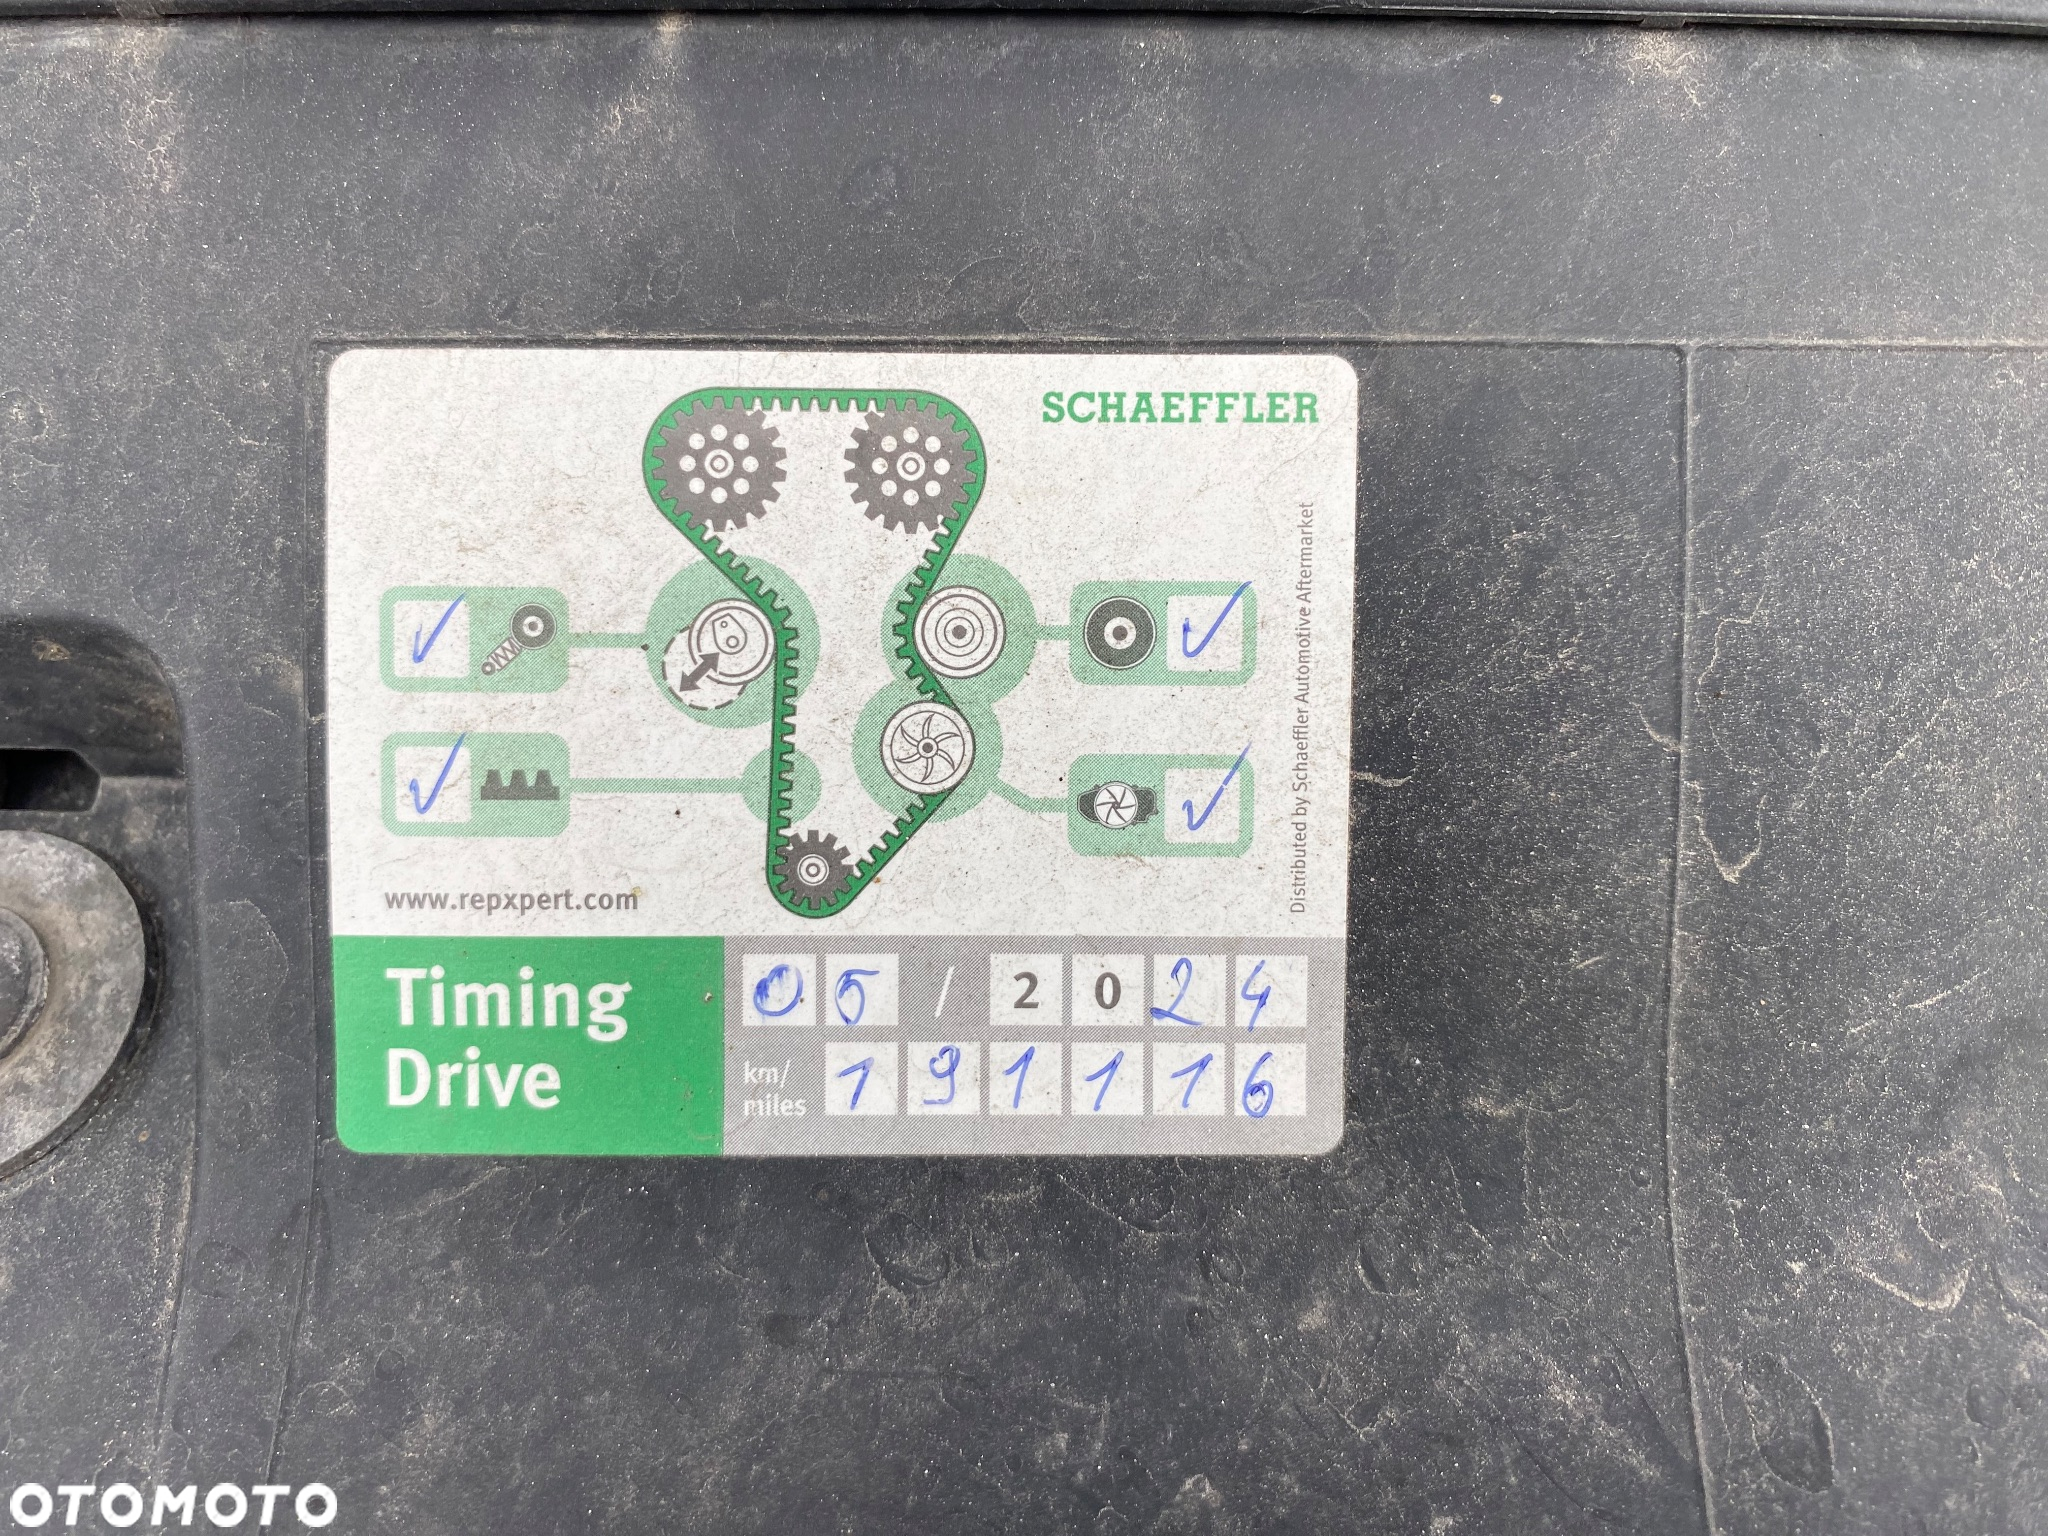 SCHAEFFLER
Distributed by Schaeffler Automotive Aftermarket
www.repxpert.com
Timing
Drive
05 / 2024
km/
miles
191116
OTOMOTO